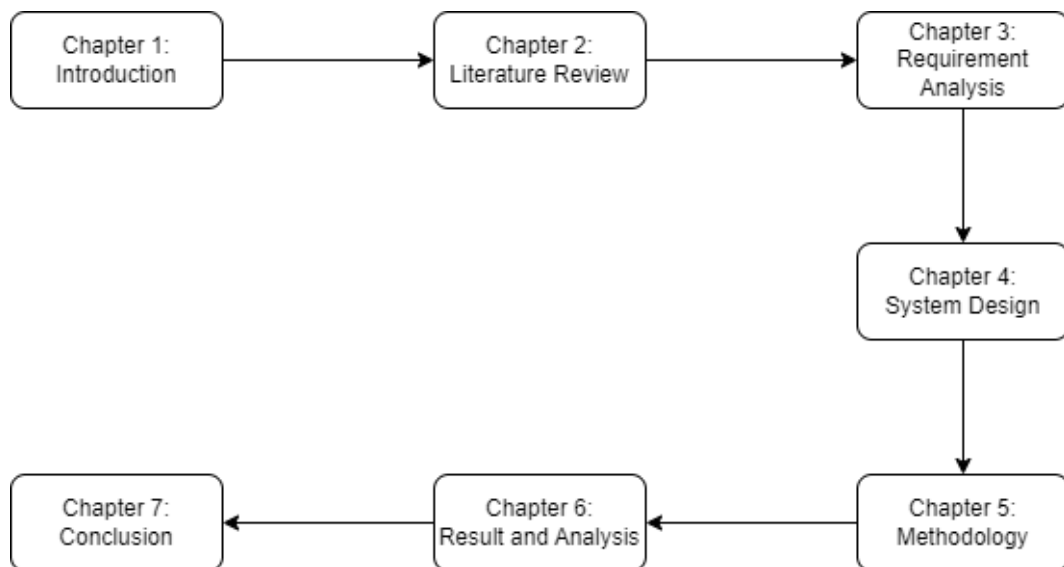 Chapter 1:
Introduction
Chapter 2:
Literature Review
Chapter 3:
Requirement
Analysis
Chapter 4:
System Design
Chapter 5:
Methodology
Chapter 6:
Result and Analysis
Chapter 7:
Conclusion